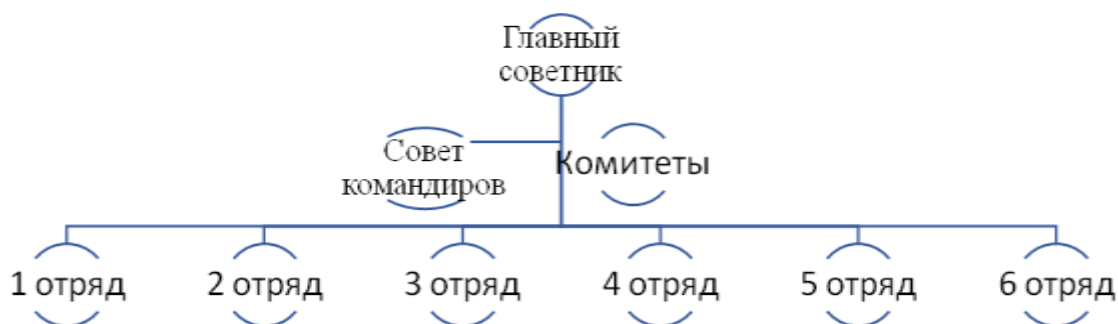 Главный
советник
Совет
командиров
Комитеты
1 отряд
2 отряд
3 отряд
4 отряд
5 отряд
6 отряд